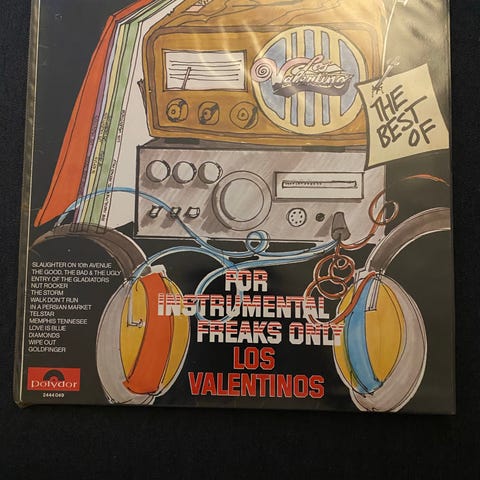 Los
Valentinos
THE
BEST
OF
SLAUGHTER ON 10th AVENUE
THE GOOD, THE BAD & THE UGLY
ENTRY OF THE GLADIATORS
NUT ROCKER
THE STORM
WALK DON'T RUN
IN A PERSIAN MARKET
TELSTAR
MEMPHIS TENNESEE
LOVE IS BLUE
DIAMONDS
WIPE OUT
GOLDFINGER
FOR
INSTRUMENTAL
FREAKS ONLY
LOS
VALENTINOS
polydor
2444 049